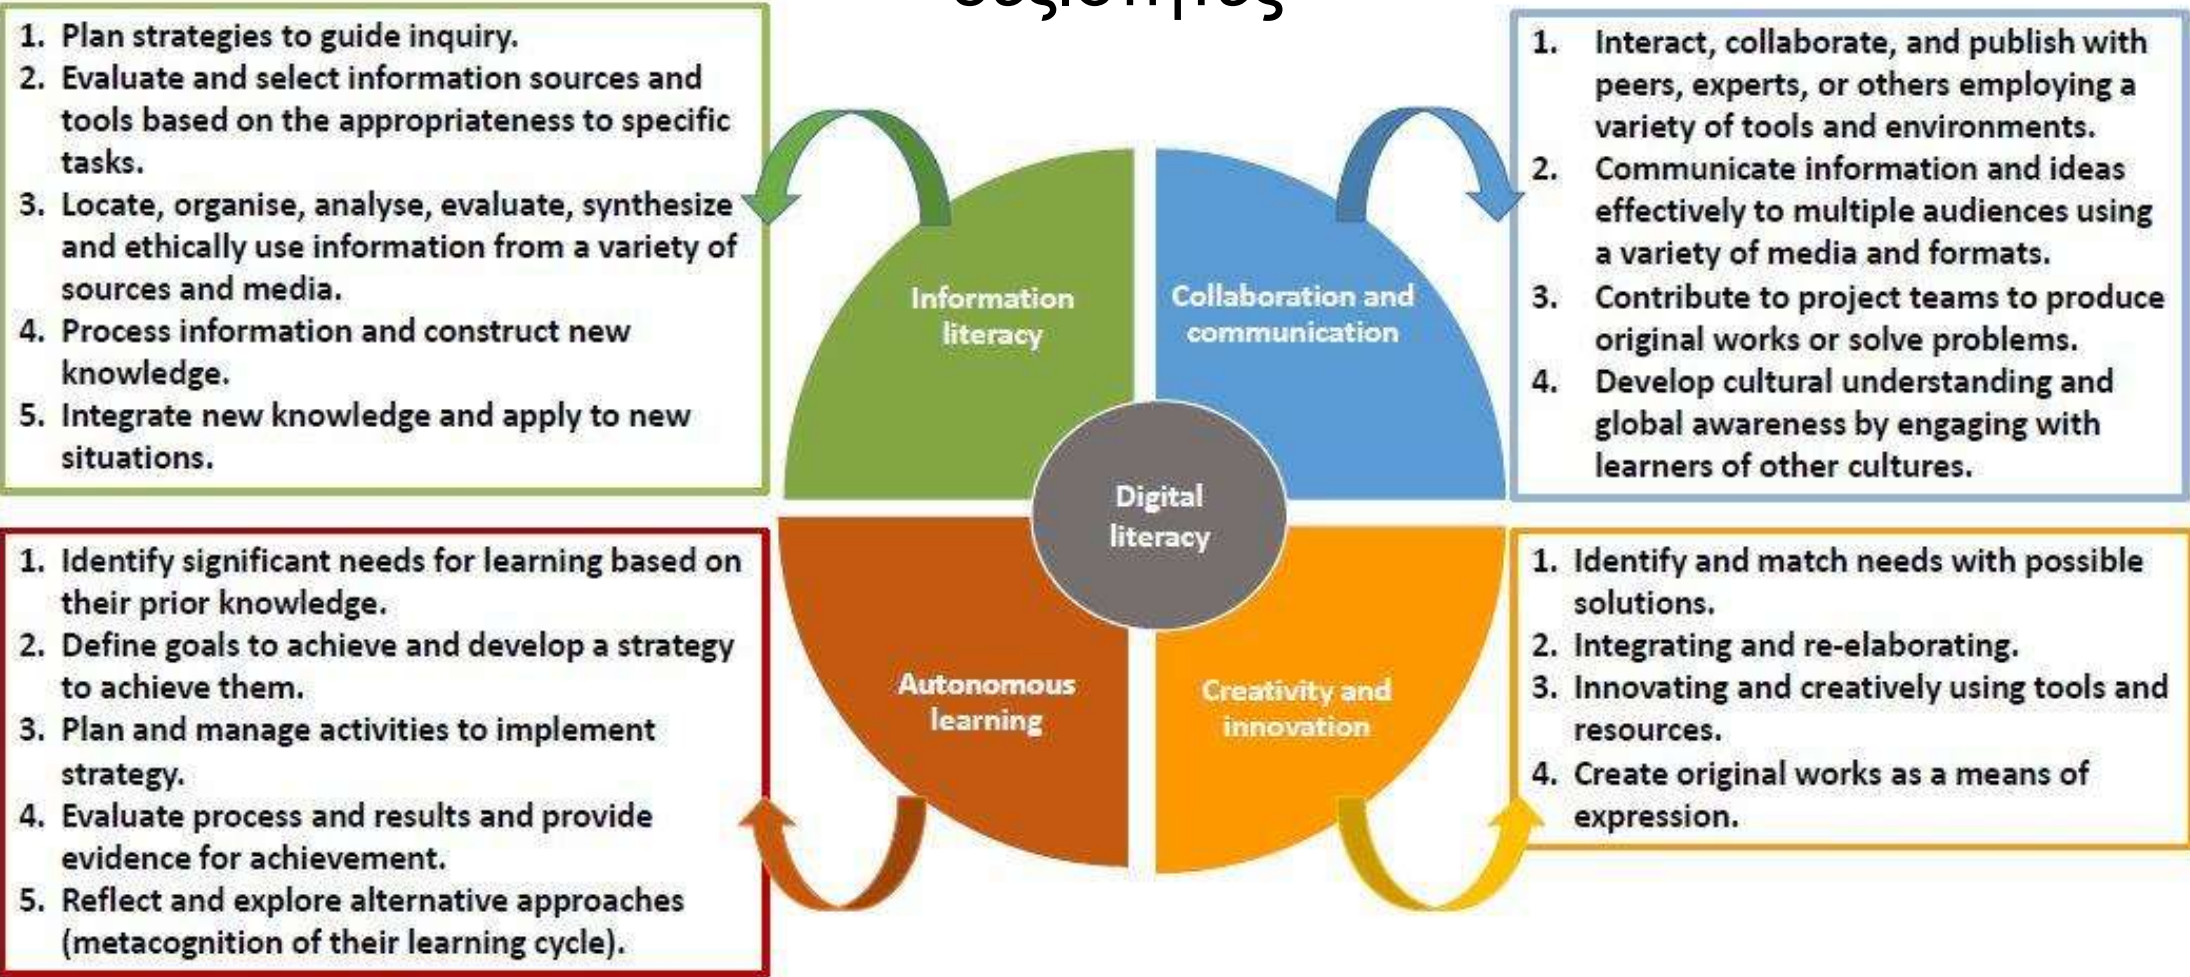 1. Plan strategies to guide inquiry.
2. Evaluate and select information sources and
tools based on the appropriateness to specific
tasks.
3. Locate, organise, analyse, evaluate, synthesize
and ethically use information from a variety of
sources and media.
4. Process information and construct new
knowledge.
5. Integrate new knowledge and apply to new
situations.
1. Interact, collaborate, and publish with
peers, experts, or others employing a
variety of tools and environments.
2. Communicate information and ideas
effectively to multiple audiences using
a variety of media and formats.
3. Contribute to project teams to produce
original works or solve problems.
4. Develop cultural understanding and
global awareness by engaging with
learners of other cultures.
Information
literacy
Collaboration and
communication
Digital
literacy
Autonomous
learning
Creativity and
innovation
1. Identify significant needs for learning based on
their prior knowledge.
2. Define goals to achieve and develop a strategy
to achieve them.
3. Plan and manage activities to implement
strategy.
4. Evaluate process and results and provide
evidence for achievement.
5. Reflect and explore alternative approaches
(metacognition of their learning cycle).
1. Identify and match needs with possible
solutions.
2. Integrating and re-elaborating.
3. Innovating and creatively using tools and
resources.
4. Create original works as a means of
expression.